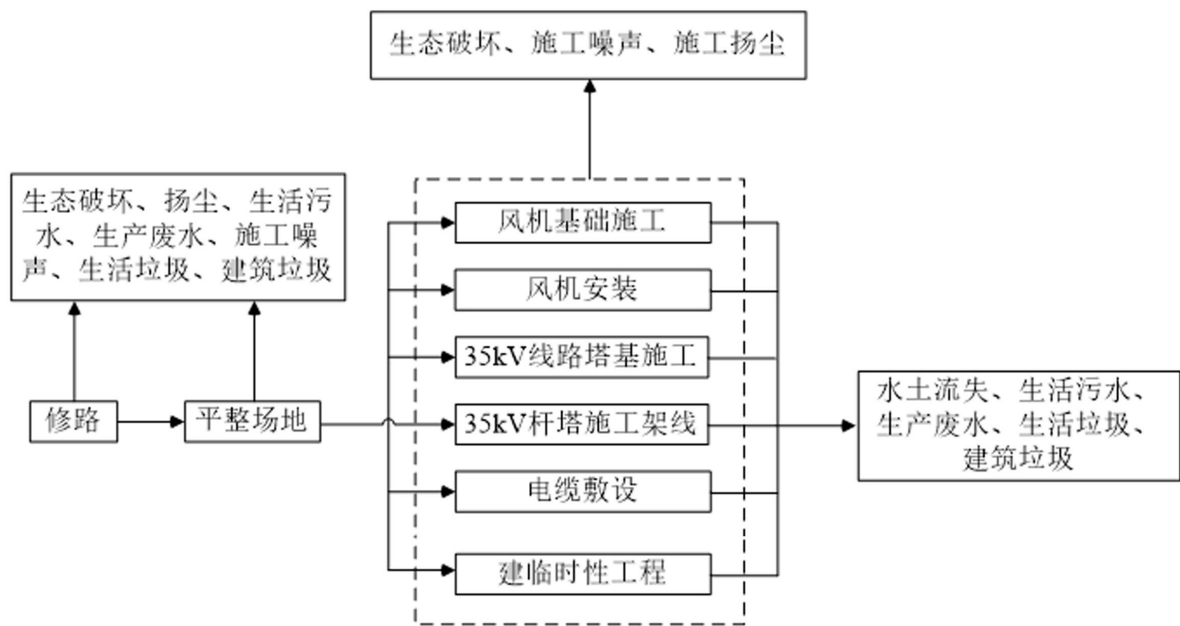 生态破坏、施工噪声、施工扬尘
生态破坏、扬尘、生活污
水、生产废水、施工噪
声、生活垃圾、建筑垃圾
修路
平整场地
风机基础施工
风机安装
35kV线路塔基施工
35kV杆塔施工架线
电缆敷设
建临时性工程
水土流失、生活污水、
生产废水、生活垃圾、
建筑垃圾